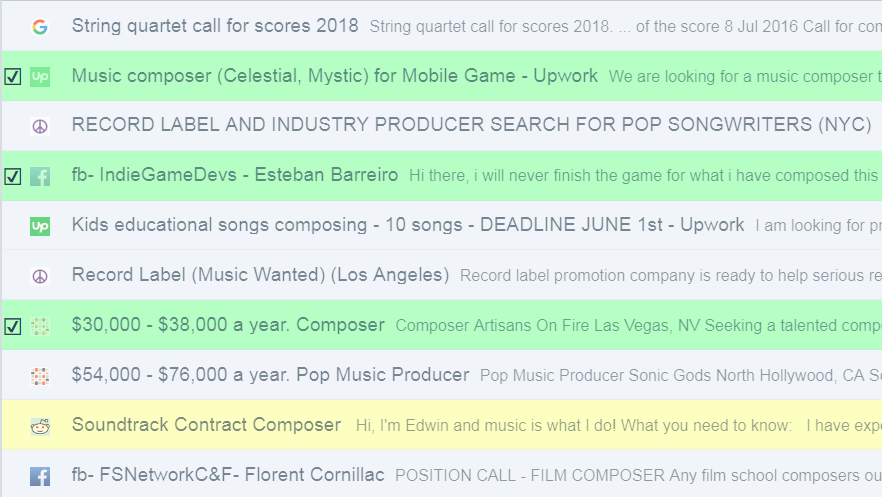 String quartet call for scores 2018 String quartet call for scores 2018. ... of the score 8 Jul 2016 Call for com
Up Music composer (Celestial, Mystic) for Mobile Game - Upwork We are looking for a music composer t
RECORD LABEL AND INDUSTRY PRODUCER SEARCH FOR POP SONGWRITERS (NYC)
fb- IndieGameDevs - Esteban Barreiro Hi there, i will never finish the game for what i have composed this
Up Kids educational songs composing - 10 songs - DEADLINE JUNE 1st - Upwork I am looking for pr
Record Label (Music Wanted) (Los Angeles) Record label promotion company is ready to help serious re
$30,000 - $38,000 a year. Composer Composer Artisans On Fire Las Vegas, NV Seeking a talented comp
$54,000 - $76,000 a year. Pop Music Producer Pop Music Producer Sonic Gods North Hollywood, CA So
Soundtrack Contract Composer Hi, I'm Edwin and music is what I do! What you need to know: I have expe
fb- FSNetworkC&F- Florent Cornillac POSITION CALL - FILM COMPOSER Any film school composers ou